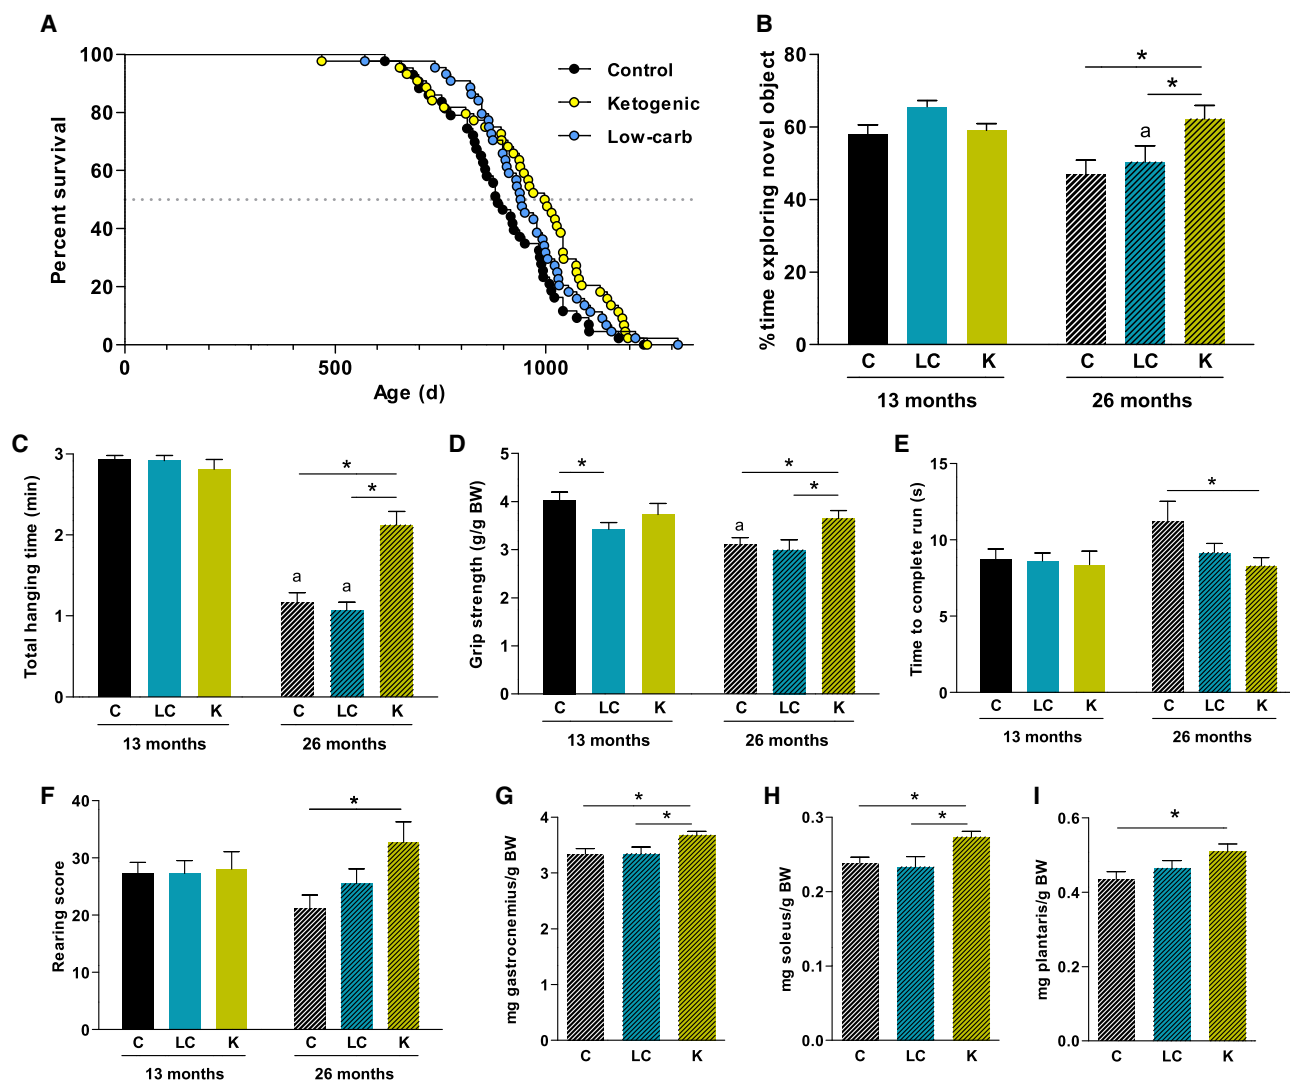 A
Percent survival
100
80
60
40
20
0
0 500 1000
Age (d)
Control
Ketogenic
Low-carb
B
% time exploring novel object
80
60
40
20
0
* *
a
C LC K C LC K
13 months 26 months
C
Total hanging time (min)
3
2
1
0
* *
a a
C LC K C LC K
13 months 26 months
D
Grip strength (g/g BW)
5
4
3
2
1
0
* * *
a
C LC K C LC K
13 months 26 months
E
Time to complete run (s)
15
10
5
0
*
C LC K C LC K
13 months 26 months
F
Rearing score
40
30
20
10
0
*
C LC K C LC K
13 months 26 months
G
mg gastrocnemius/g BW
4
3
2
1
0
* *
C LC K
H
mg soleus/g BW
0.3
0.2
0.1
0.0
* *
C LC K
I
mg plantaris/g BW
0.6
0.4
0.2
0.0
*
C LC K